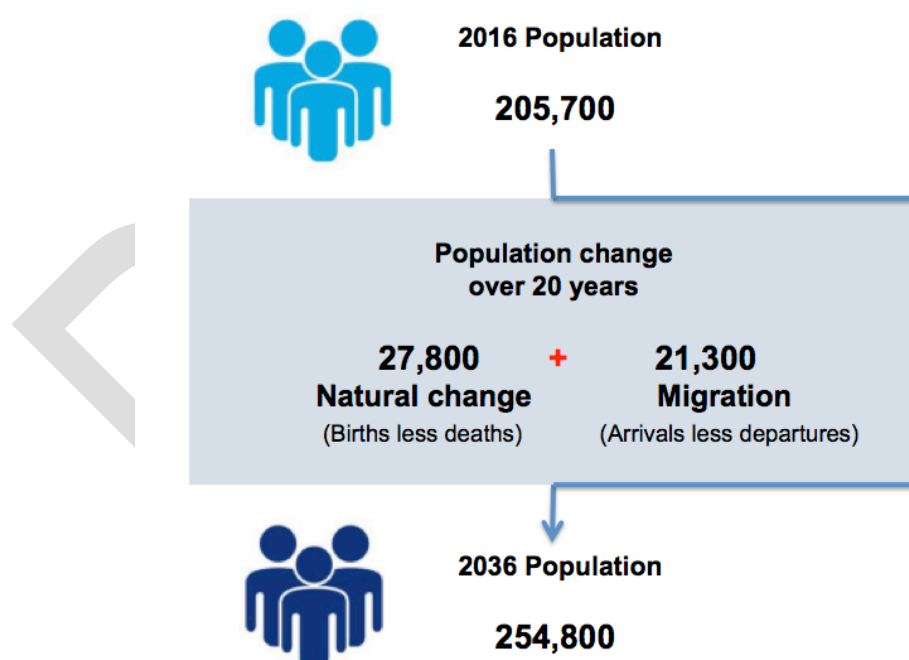 2016 Population
205,700
Population change
over 20 years
27,800 + 21,300
Natural change Migration
(Births less deaths) (Arrivals less departures)
2036 Population
254,800